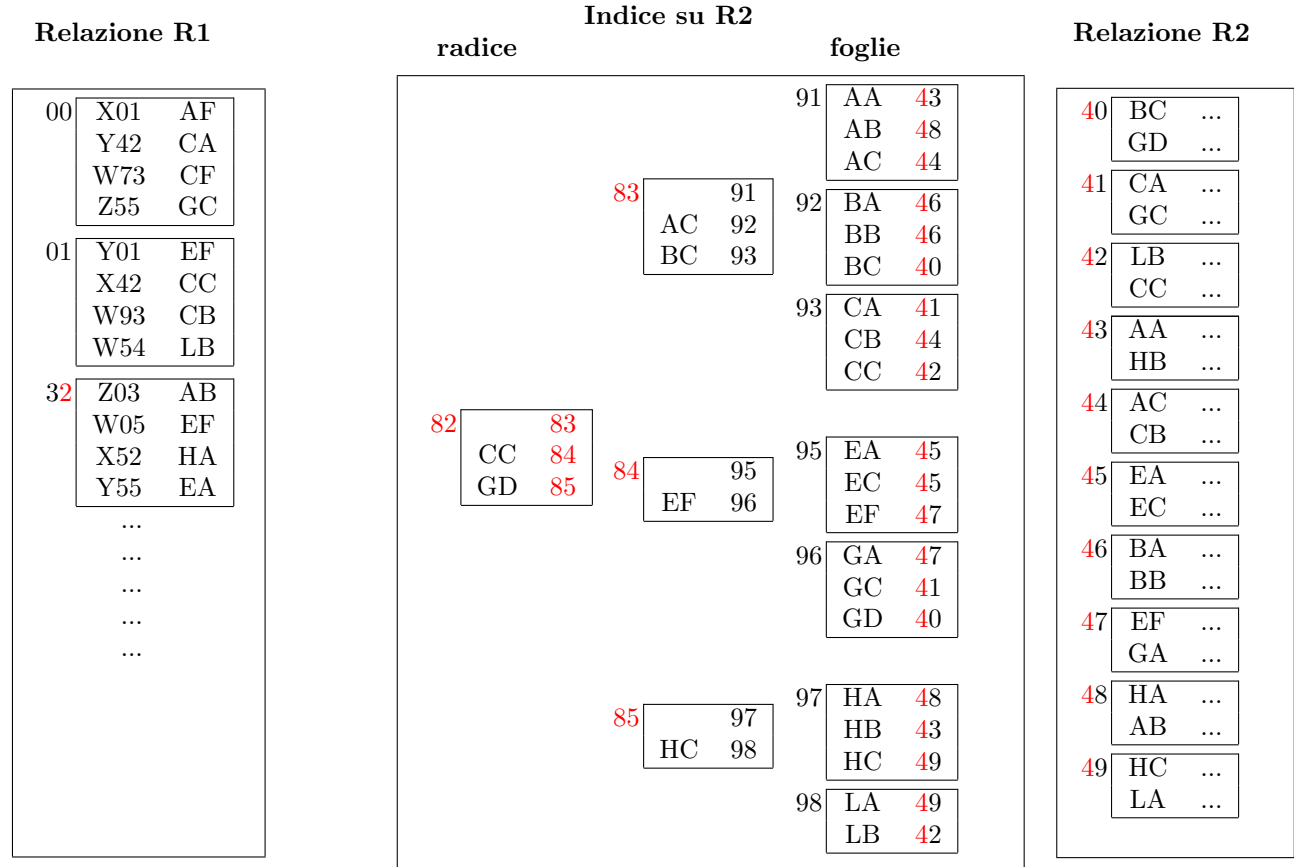 Indice su R2
Relazione R1
radice
foglie
Relazione R2
00 X01 AF
Y42 CA
W73 CF
Z55 GC
01 Y01 EF
X42 CC
W93 CB
W54 LB
32 Z03 AB
W05 EF
X52 HA
Y55 EA
...
...
...
...
...
82 83
CC 84
GD 85
83 91
AC 92
BC 93
84 95
EF 96
85 97
HC 98
91 AA 43
AB 48
AC 44
92 BA 46
BB 46
BC 40
93 CA 41
CB 44
CC 42
95 EA 45
EC 45
EF 47
96 GA 47
GC 41
GD 40
97 HA 48
HB 43
HC 49
98 LA 49
LB 42
40 BC ...
GD ...
41 CA ...
GC ...
42 LB ...
CC ...
43 AA ...
HB ...
44 AC ...
CB ...
45 EA ...
EC ...
46 BA ...
BB ...
47 EF ...
GA ...
48 HA ...
AB ...
49 HC ...
LA ...